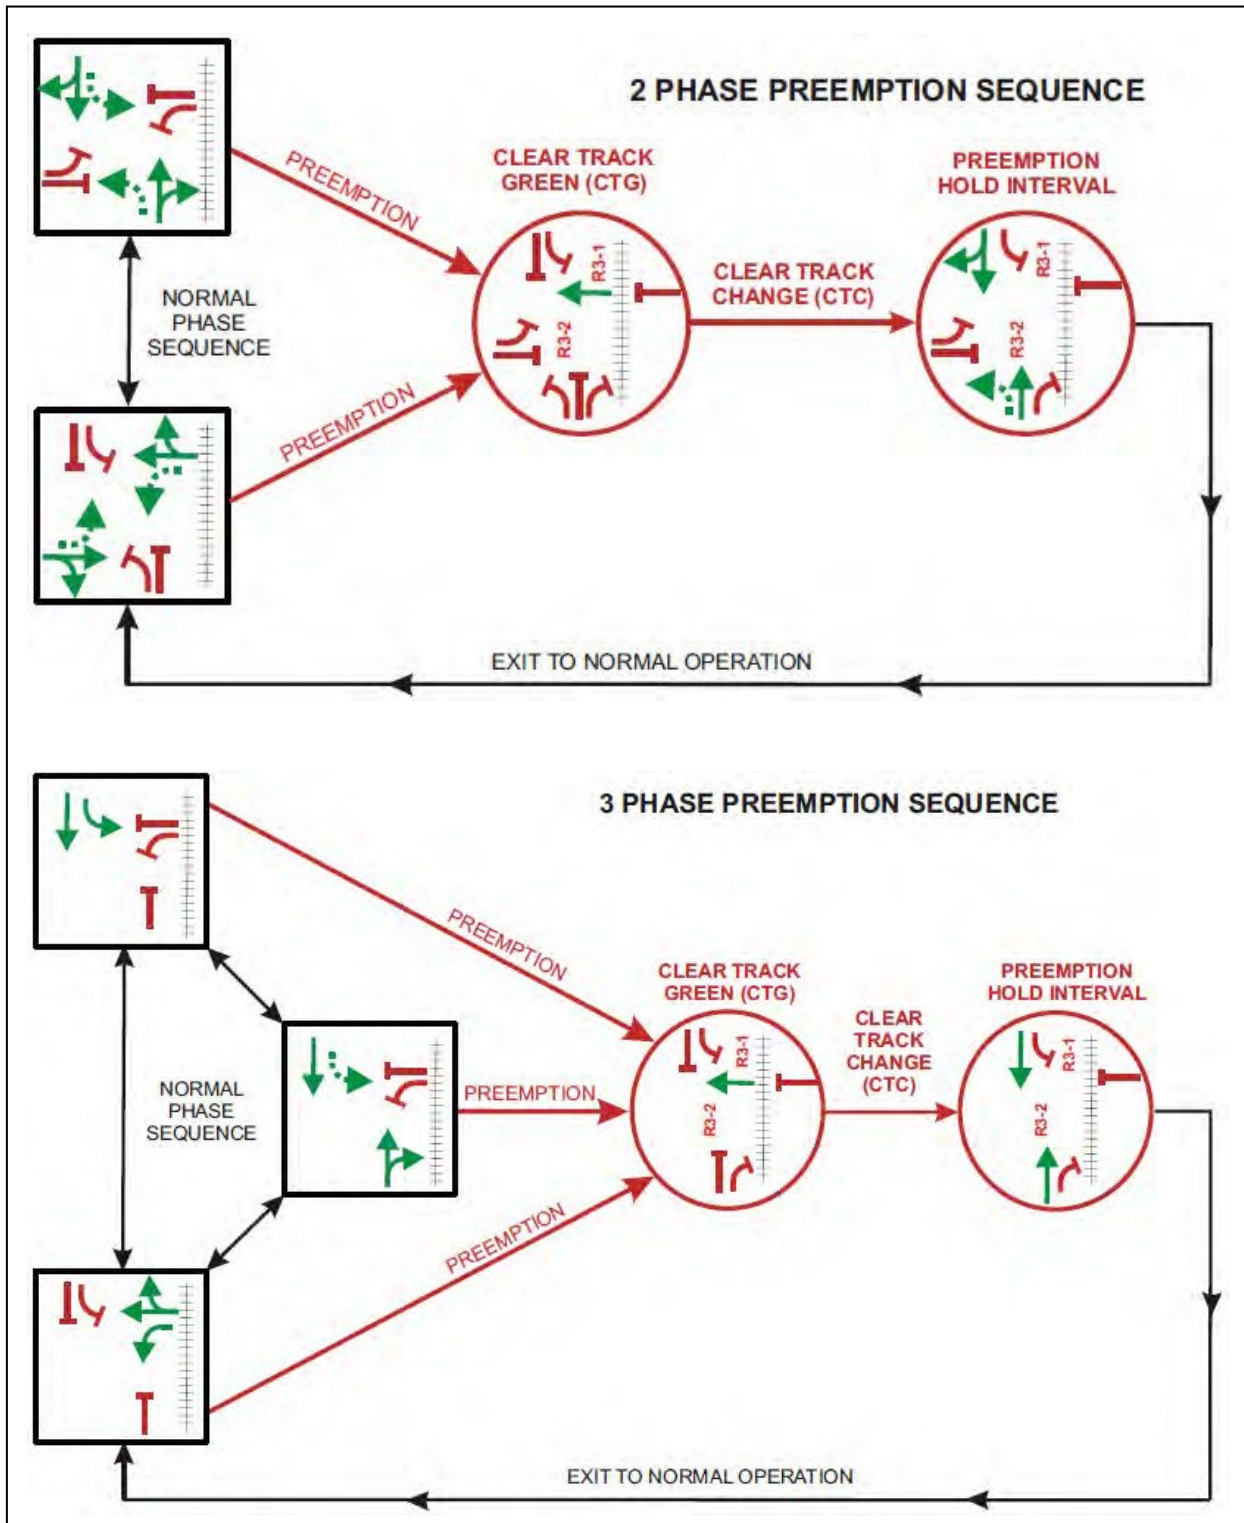 2 PHASE PREEMPTION SEQUENCE
PREEMPTION
CLEAR TRACK
GREEN (CTG)
PREEMPTION
HOLD INTERVAL
R3-1
CLEAR TRACK
CHANGE (CTC)
R3-1
NORMAL
PHASE
SEQUENCE
R3-2
R3-2
PREEMPTION
EXIT TO NORMAL OPERATION
3 PHASE PREEMPTION SEQUENCE
PREEMPTION
CLEAR TRACK
GREEN (CTG)
PREEMPTION
HOLD INTERVAL
CLEAR
TRACK
CHANGE
(CTC)
R3-1
R3-1
NORMAL
PHASE
SEQUENCE
PREEMPTION
R3-2
R3-2
PREEMPTION
EXIT TO NORMAL OPERATION